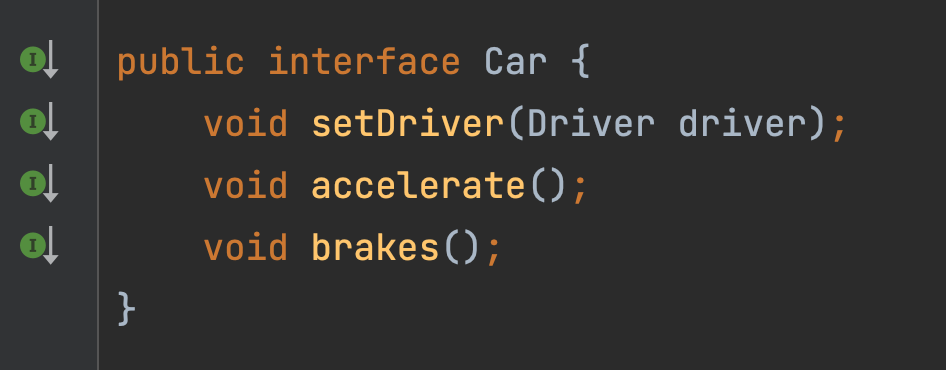 public interface Car {
    void setDriver(Driver driver);
    void accelerate();
    void brakes();
}